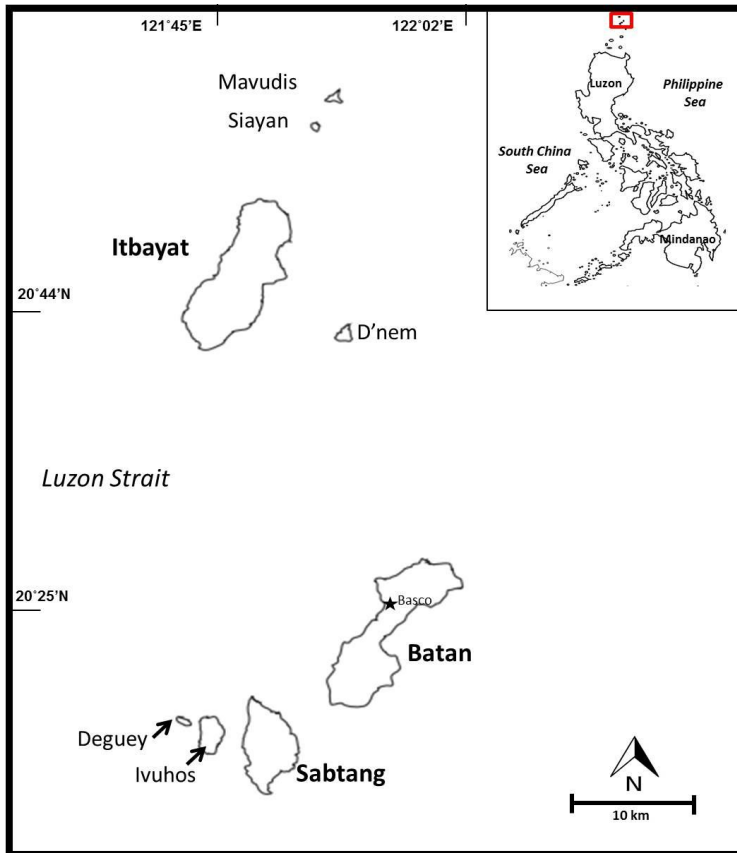 121˚45’E
122˚02’E
Mavudis
Siayan
Luzon
Philippine
Sea
South China
Sea
Mindanao
Itbayat
20˚44’N
D’nem
Luzon Strait
20˚25’N
Basco
Batan
Deguey
Ivuhos
Sabtang
N
10 km